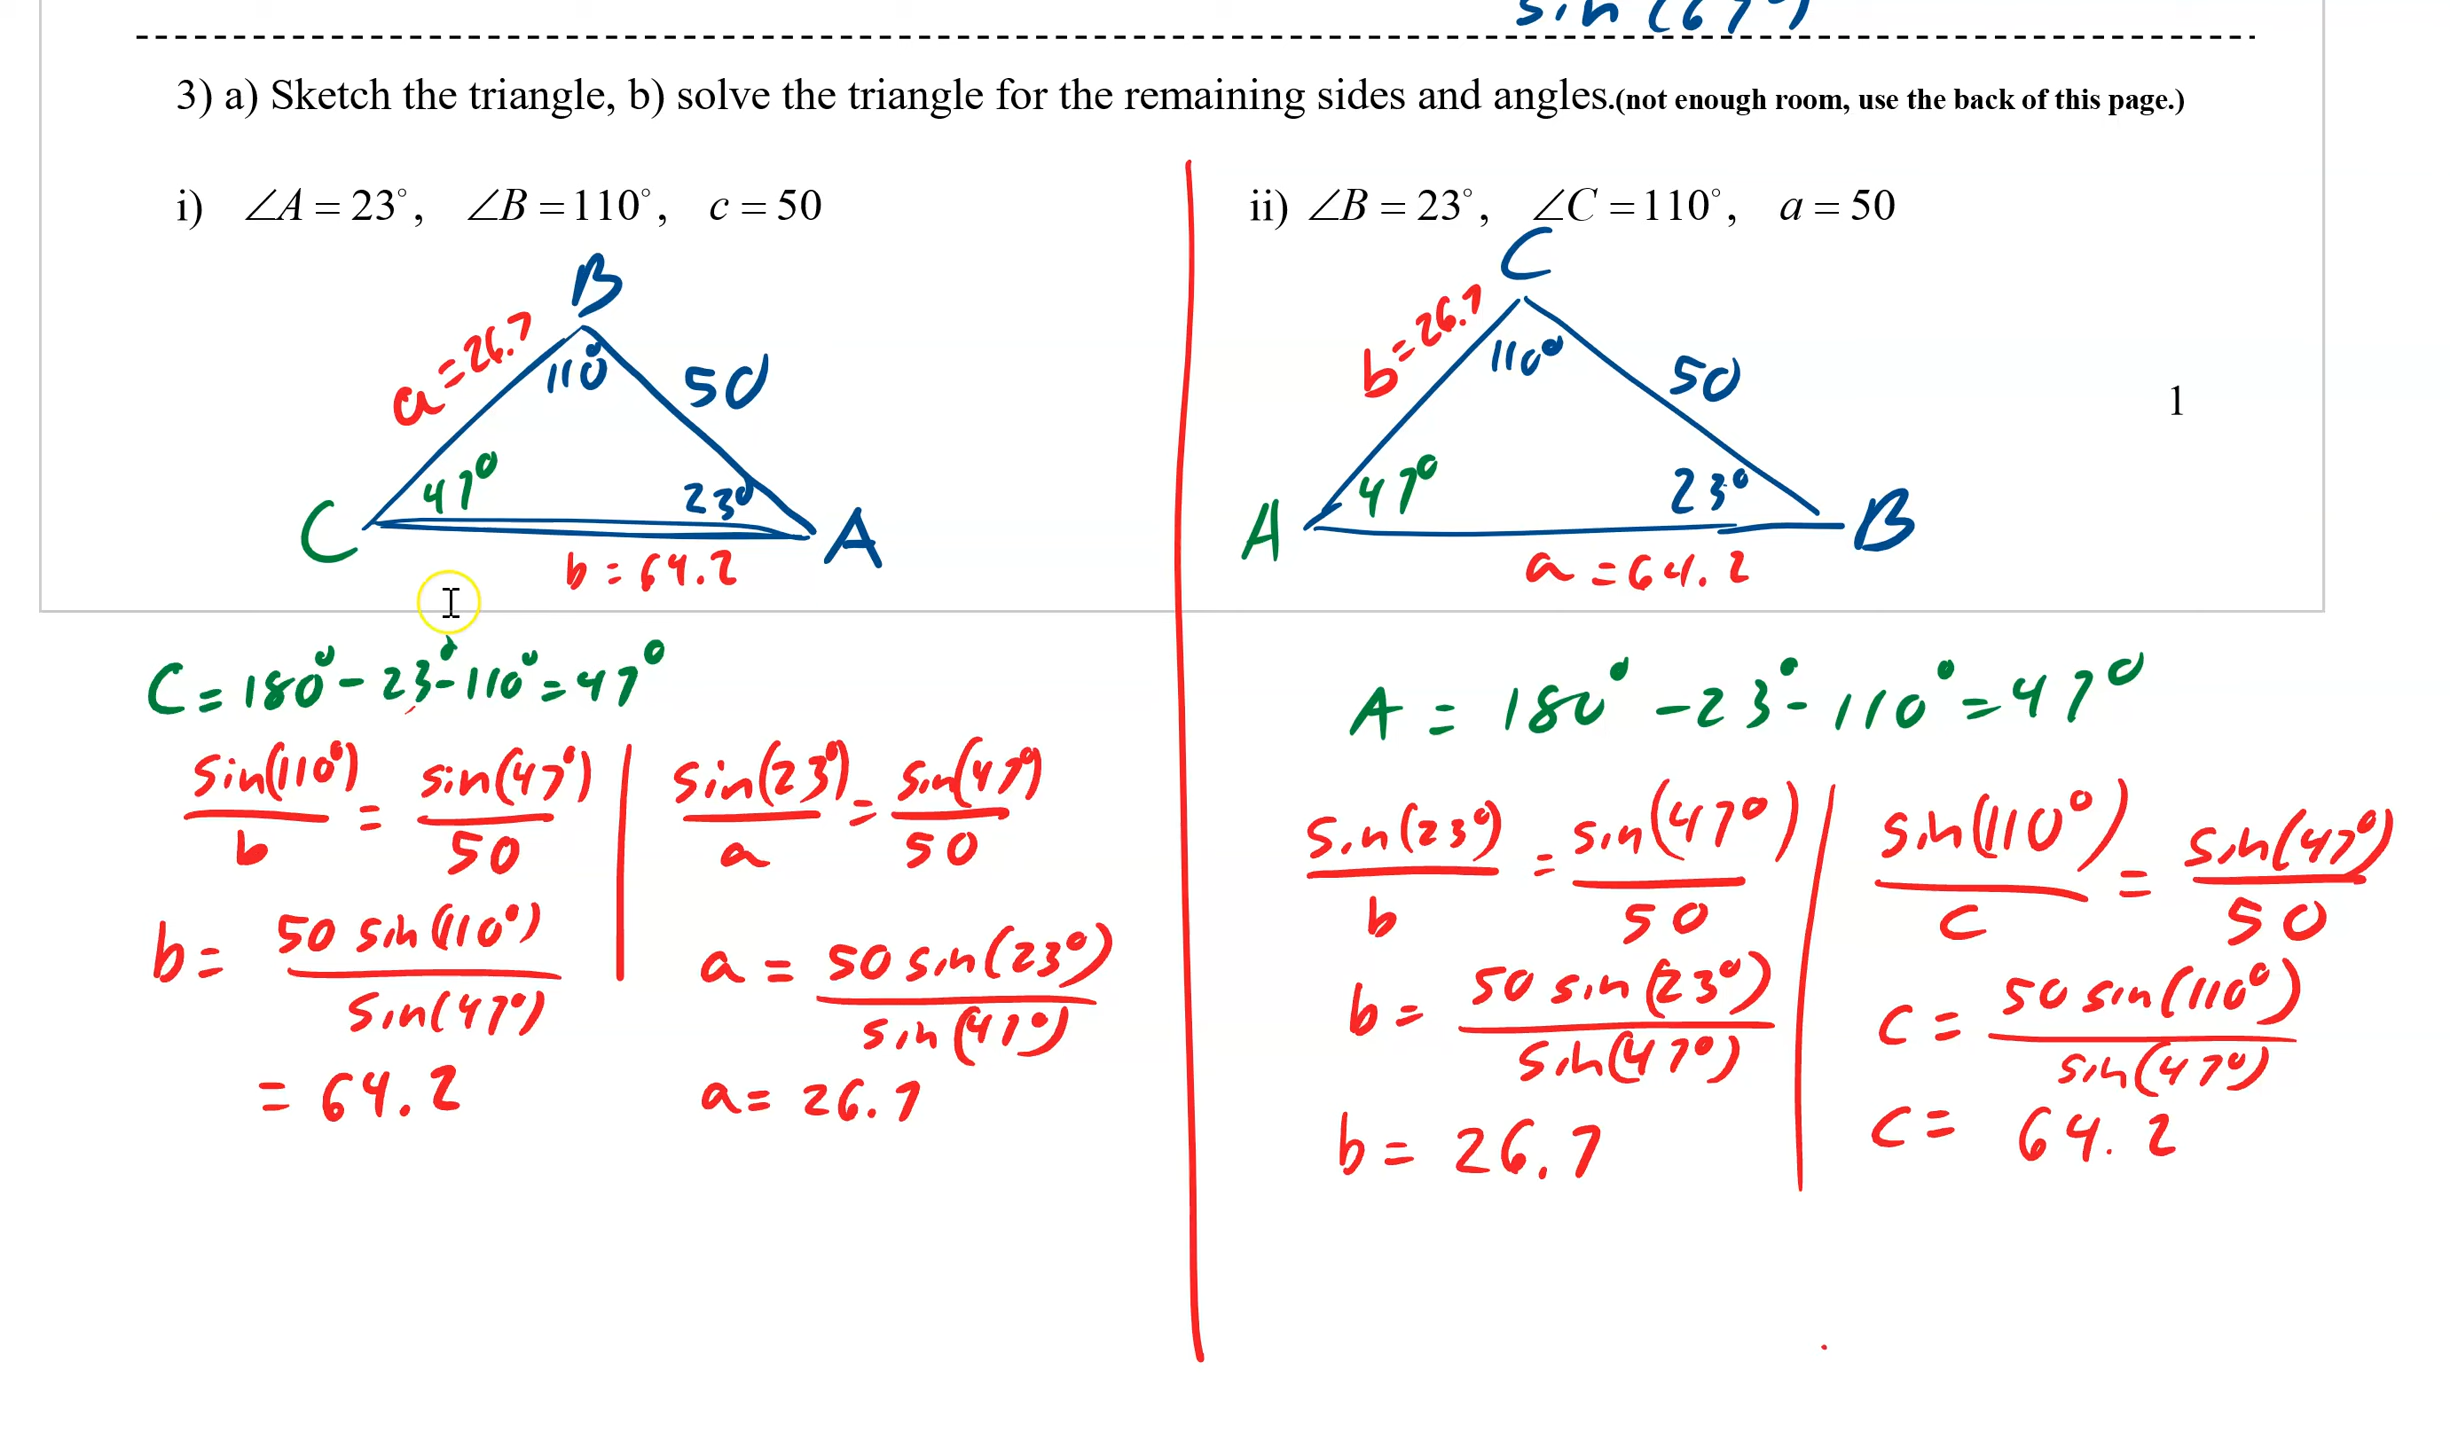 sin(67°)
3) a) Sketch the triangle, b) solve the triangle for the remaining sides and angles.(not enough room, use the back of this page.)
i) ∠A = 23°, ∠B = 110°, c = 50
B
a = 26.7
110°
50
47°
23°
C
A
b = 64.2
C = 180° - 23° - 110° = 47°
sin(110°)/b = sin(47°)/50
b = 50 sin(110°)/sin(47°)
= 64.2
sin(23°)/a = sin(47°)/50
a = 50 sin(23°)/sin(47°)
a = 26.7
ii) ∠B = 23°, ∠C = 110°, a = 50
C
b = 26.7
110°
50
1
47°
23°
A
B
a = 64.2
A = 180° - 23° - 110° = 47°
sin(23°)/b = sin(47°)/50
b = 50 sin(23°)/sin(47°)
b = 26.7
sin(110°)/c = sin(47°)/50
c = 50 sin(110°)/sin(47°)
c = 64.2